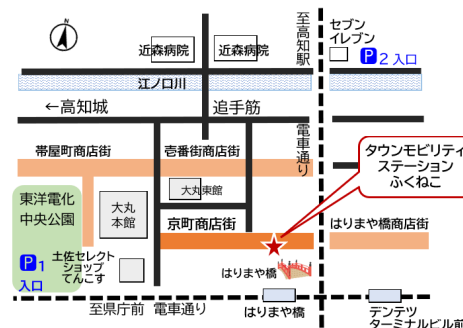 N
近森病院
近森病院
至高知駅
セブン
イレブン
P2 入口
江ノ口川
←高知城
追手筋
電車通り
帯屋町商店街
壱番街商店街
タウンモビリティ
ステーション
ふくねこ
東洋電化
中央公園
大丸
本館
大丸東館
京町商店街
はりまや橋商店街
P1
入口
土佐セレクト
ショップ
てんこす
はりまや橋
至県庁前 電車通り
はりまや橋
デンテツ
ターミナルビル前